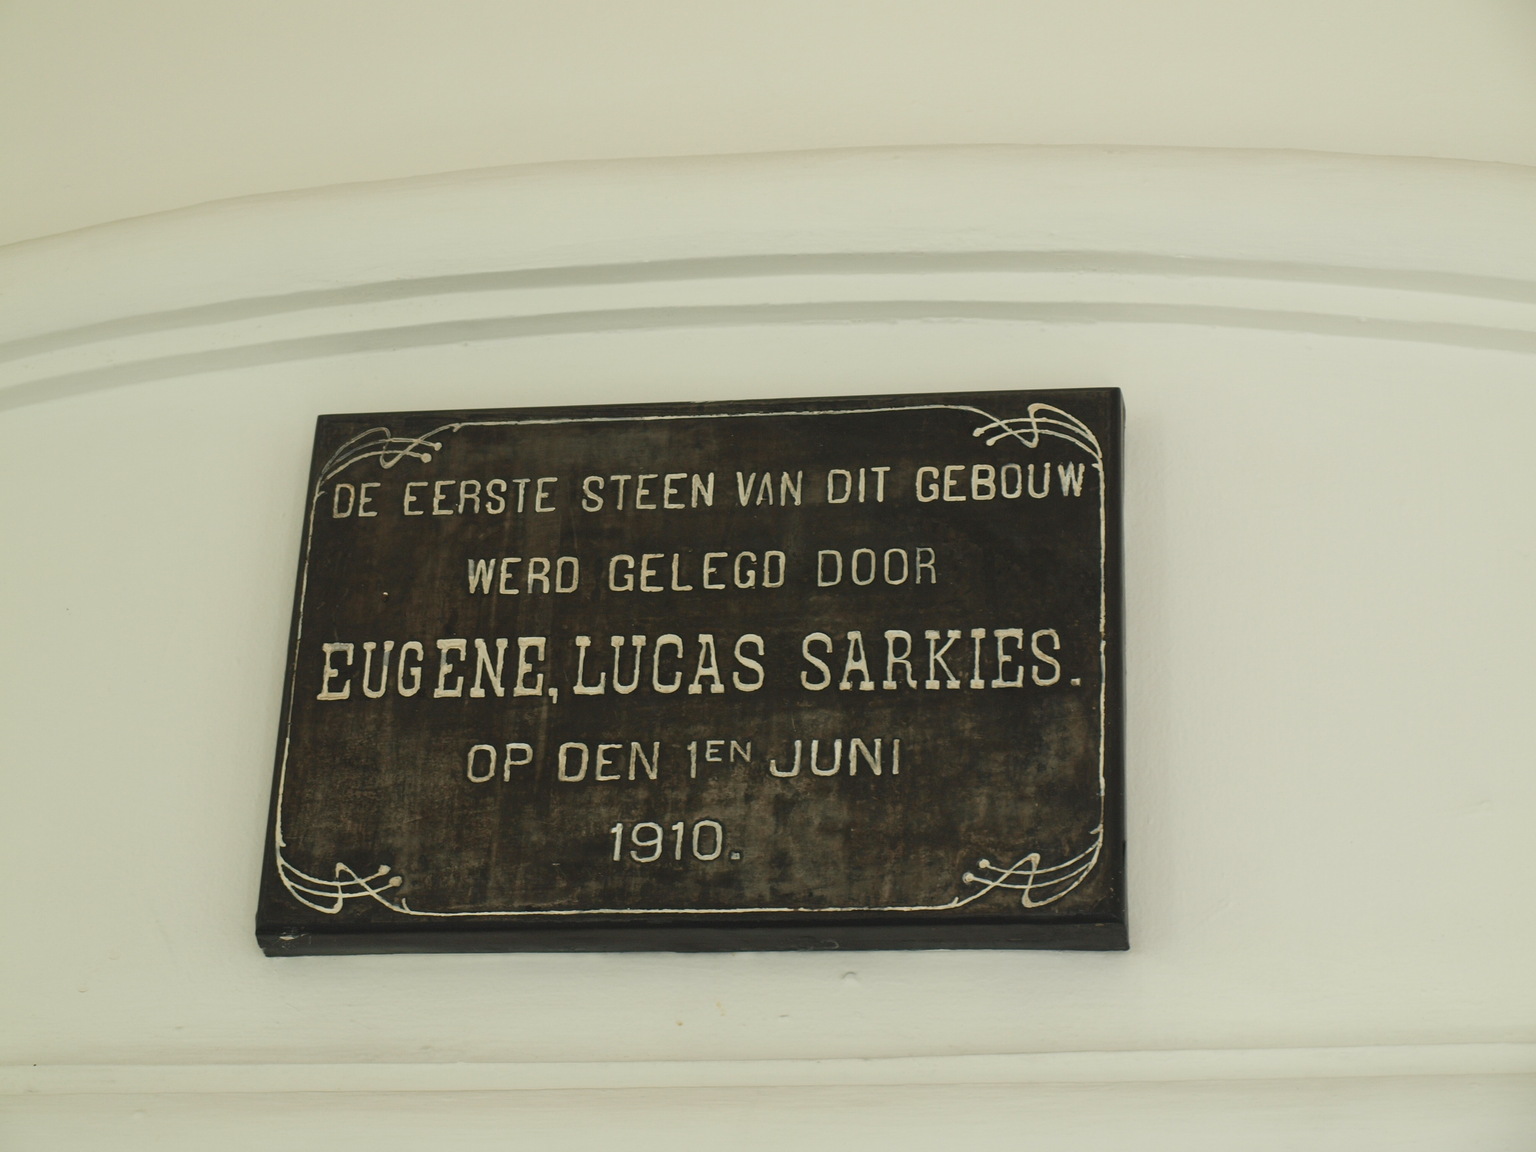 DE EERSTE STEEN VAN DIT GEBOUW
WERD GELEGD DOOR
EUGENE, LUCAS SARKIES.
OP DEN 1EN JUNI
1910.